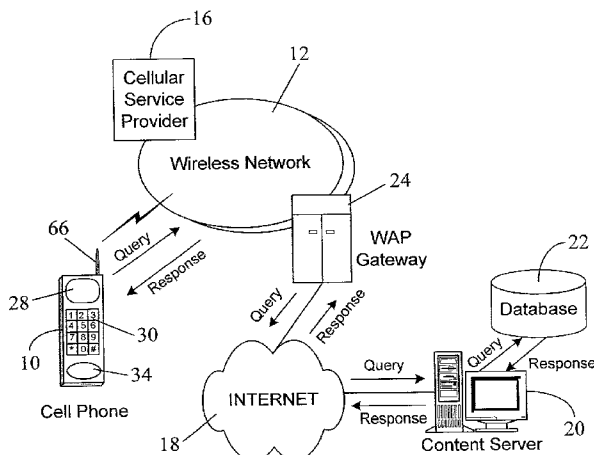 16
Cellular
Service
Provider
12
Wireless Network
24
WAP
Gateway
66
Query
Response
28
1 2 3
4 5 6
7 8 9
* 0 #
30
10
34
Cell Phone
Query
Response
22
Database
Query
Response
INTERNET
18
Query
Response
20
Content Server